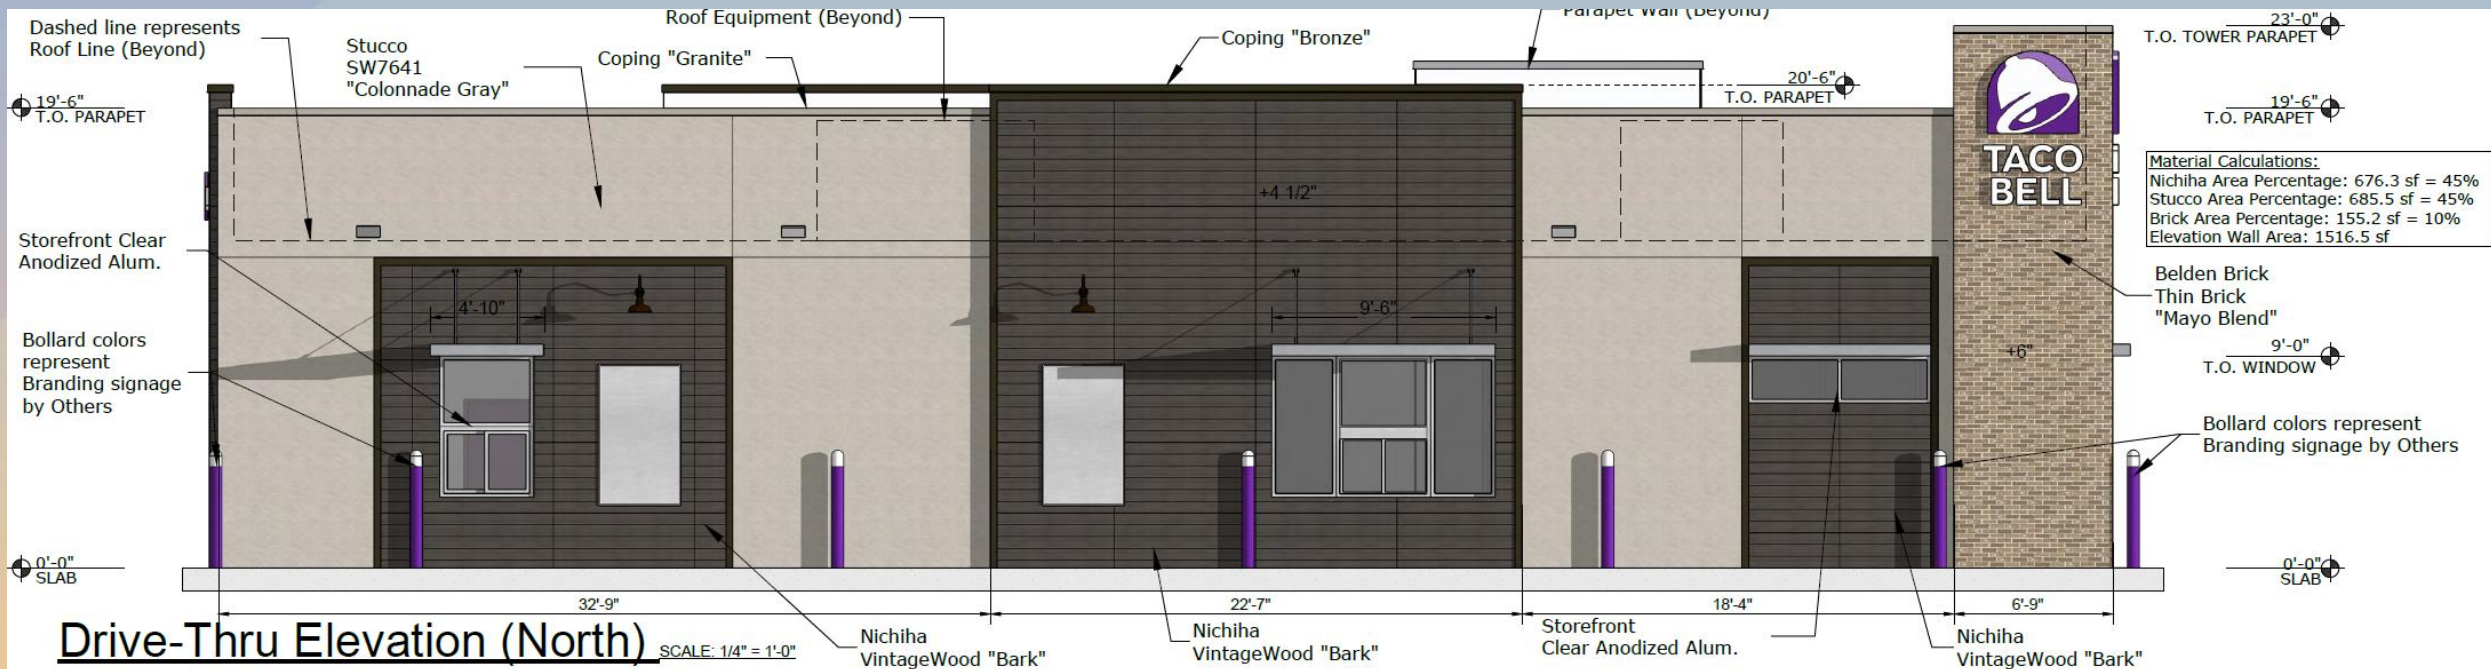 Dashed line represents
Roof Line (Beyond)
Stucco
SW7641
"Colonnade Gray"
Coping "Granite"
Roof Equipment (Beyond)
Coping "Bronze"
Parapet Wall (Beyond)
20'-6"
T.O. PARAPET
23'-0"
T.O. TOWER PARAPET
19'-6"
T.O. PARAPET
19'-6"
T.O. PARAPET
TACO
BELL
Material Calculations:
Nichiha Area Percentage: 676.3 sf = 45%
Stucco Area Percentage: 685.5 sf = 45%
Brick Area Percentage: 155.2 sf = 10%
Elevation Wall Area: 1516.5 sf
+4 1/2"
Storefront Clear
Anodized Alum.
4'-10"
9'-6"
Belden Brick
Thin Brick
"Mayo Blend"
+6"
9'-0"
T.O. WINDOW
Bollard colors
represent
Branding signage
by Others
Bollard colors represent
Branding signage by Others
0'-0"
SLAB
0'-0"
SLAB
32'-9"
22'-7"
18'-4"
6'-9"
Drive-Thru Elevation (North)
SCALE: 1/4" = 1'-0"
Nichiha
VintageWood "Bark"
Nichiha
VintageWood "Bark"
Storefront
Clear Anodized Alum.
Nichiha
VintageWood "Bark"